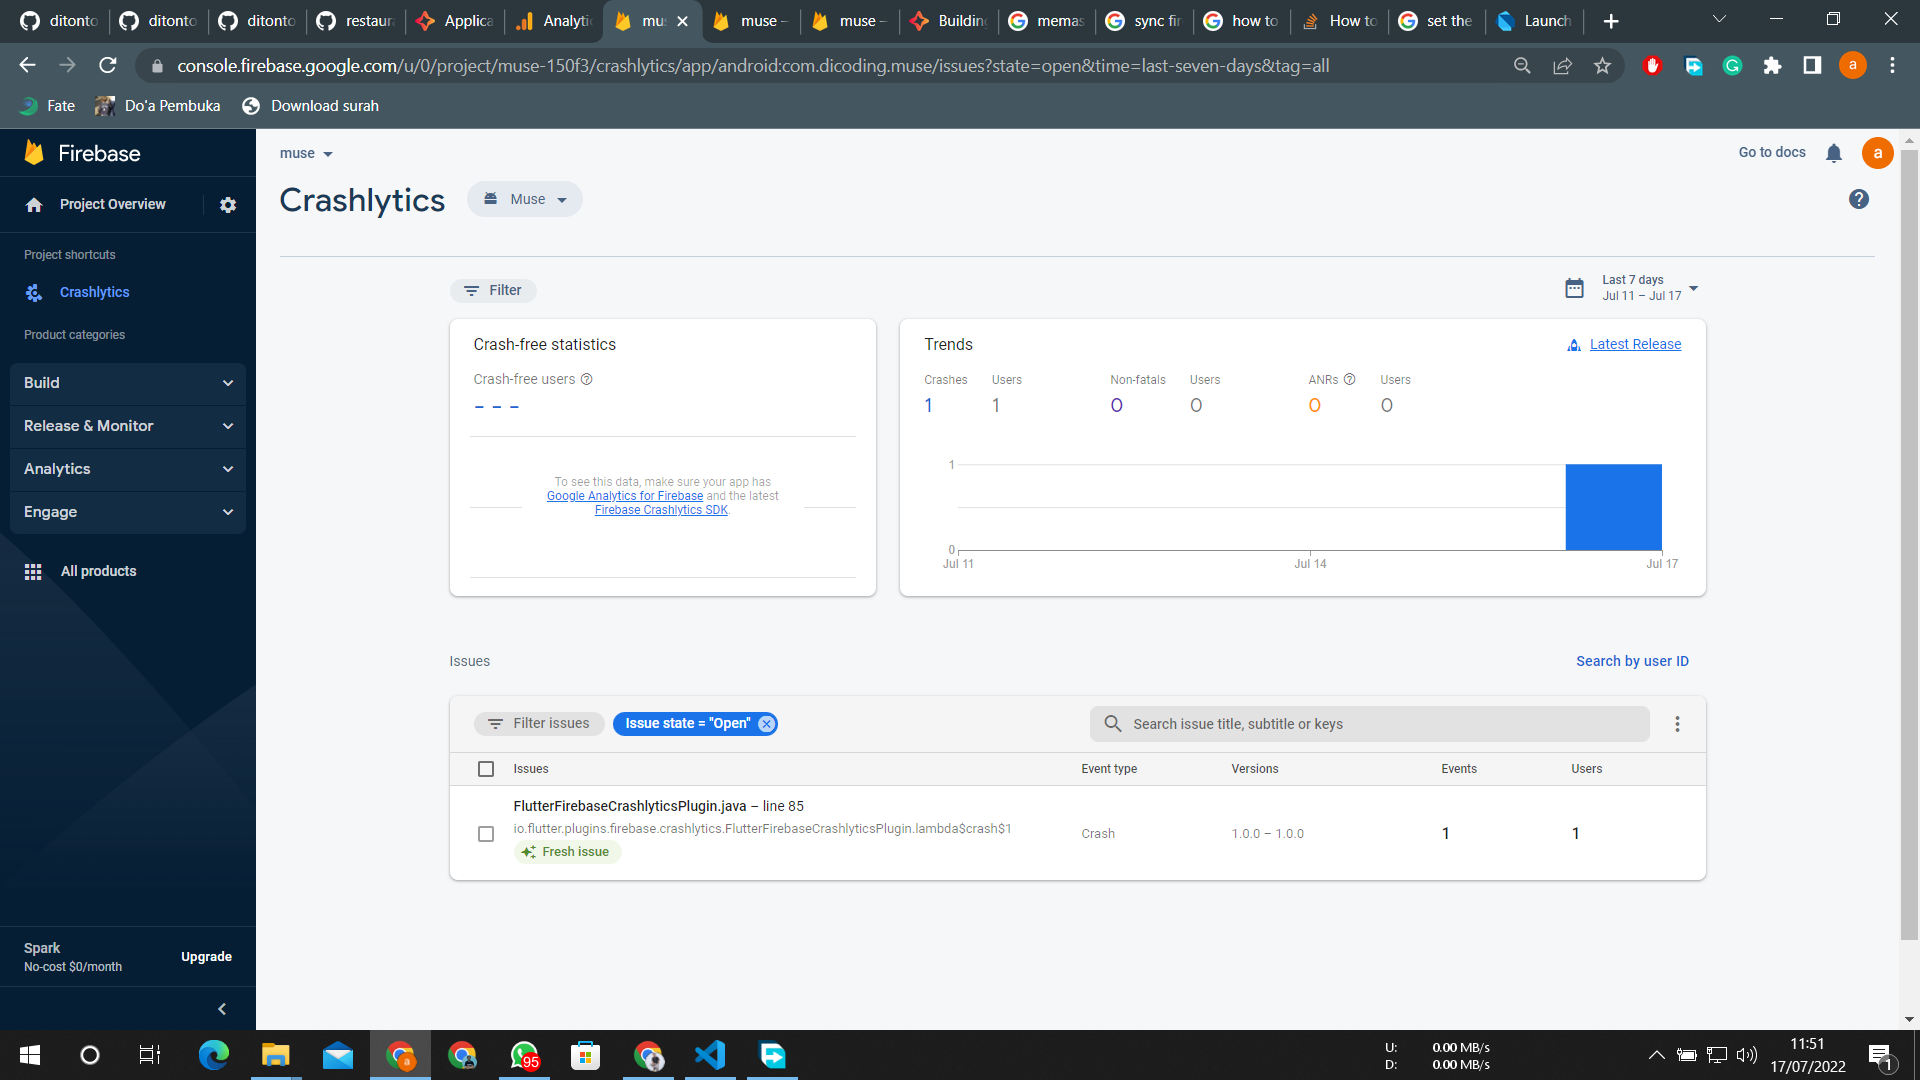 ditonto
ditonto
ditonto
restaur
Applica
Analytic
mus
muse –
muse –
Building
memas
sync fir
how to
How to
set the
Launch
console.firebase.google.com/u/0/project/muse-150f3/crashlytics/app/android:com.dicoding.muse/issues?state=open&time=last-seven-days&tag=all
a
Fate
Do'a Pembuka
Download surah
Firebase
muse
Go to docs
a
Project Overview
Crashlytics
Muse
Project shortcuts
Crashlytics
Product categories
Build
Release & Monitor
Analytics
Engage
All products
Spark
No-cost $0/month
Upgrade
Filter
Last 7 days
Jul 11 – Jul 17
Crash-free statistics
Crash-free users
- - -
To see this data, make sure your app has
Google Analytics for Firebase and the latest
Firebase Crashlytics SDK.
Trends
Latest Release
Crashes Users Non-fatals Users ANRs Users
1 1 0 0 0 0
1
0
Jul 11 Jul 14 Jul 17
Issues
Search by user ID
Filter issues
Issue state = "Open"
Search issue title, subtitle or keys
Issues Event type Versions Events Users
FlutterFirebaseCrashlyticsPlugin.java – line 85
io.flutter.plugins.firebase.crashlytics.FlutterFirebaseCrashlyticsPlugin.lambda$crash$1
Crash 1.0.0 – 1.0.0 1 1
Fresh issue
a
95
U: 0.00 MB/s
D: 0.00 MB/s
11:51
17/07/2022
1